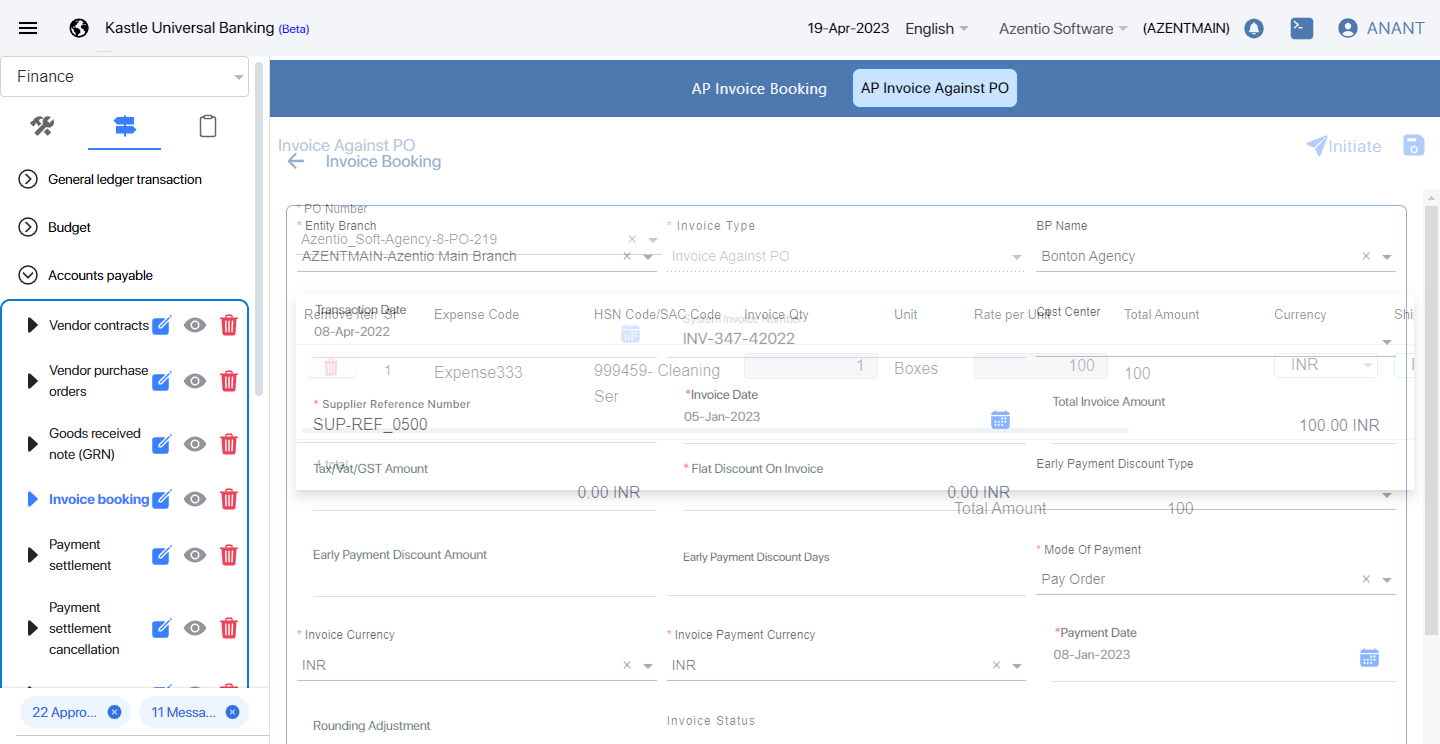 Kastle Universal Banking (Beta)
19-Apr-2023
English
Azentio Software
(AZENTMAIN)
ANANT
Finance
General ledger transaction
Budget
Accounts payable
Vendor contracts
Vendor purchase
orders
Goods received
note (GRN)
Invoice booking
Payment
settlement
Payment
settlement
cancellation
22 Appro...
11 Messa...
AP Invoice Booking
AP Invoice Against PO
Invoice Against PO
Invoice Booking
Initiate
* PO Number
Azentio_Soft-Agency-8-PO-219
* Entity Branch
AZENTMAIN-Azentio Main Branch
* Invoice Type
Invoice Against PO
BP Name
Bonton Agency
Transaction Date
08-Apr-2022
Remove Sr Expense Code HSN Code/SAC Code Invoice Qty Unit Rate per Unit Total Amount Currency Shi
System Invoice Number
INV-347-42022
Cost Center
1 Expense333 999459- Cleaning Ser 1 Boxes 100 100 INR
* Supplier Reference Number
SUP-REF_0500
*Invoice Date
05-Jan-2023
Total Invoice Amount
100.00 INR
1 total
Tax/Vat/GST Amount
0.00 INR
* Flat Discount On Invoice
0.00 INR
Early Payment Discount Type
Total Amount 100
Early Payment Discount Amount
Early Payment Discount Days
* Mode Of Payment
Pay Order
* Invoice Currency
INR
* Invoice Payment Currency
INR
*Payment Date
08-Jan-2023
Rounding Adjustment
Invoice Status